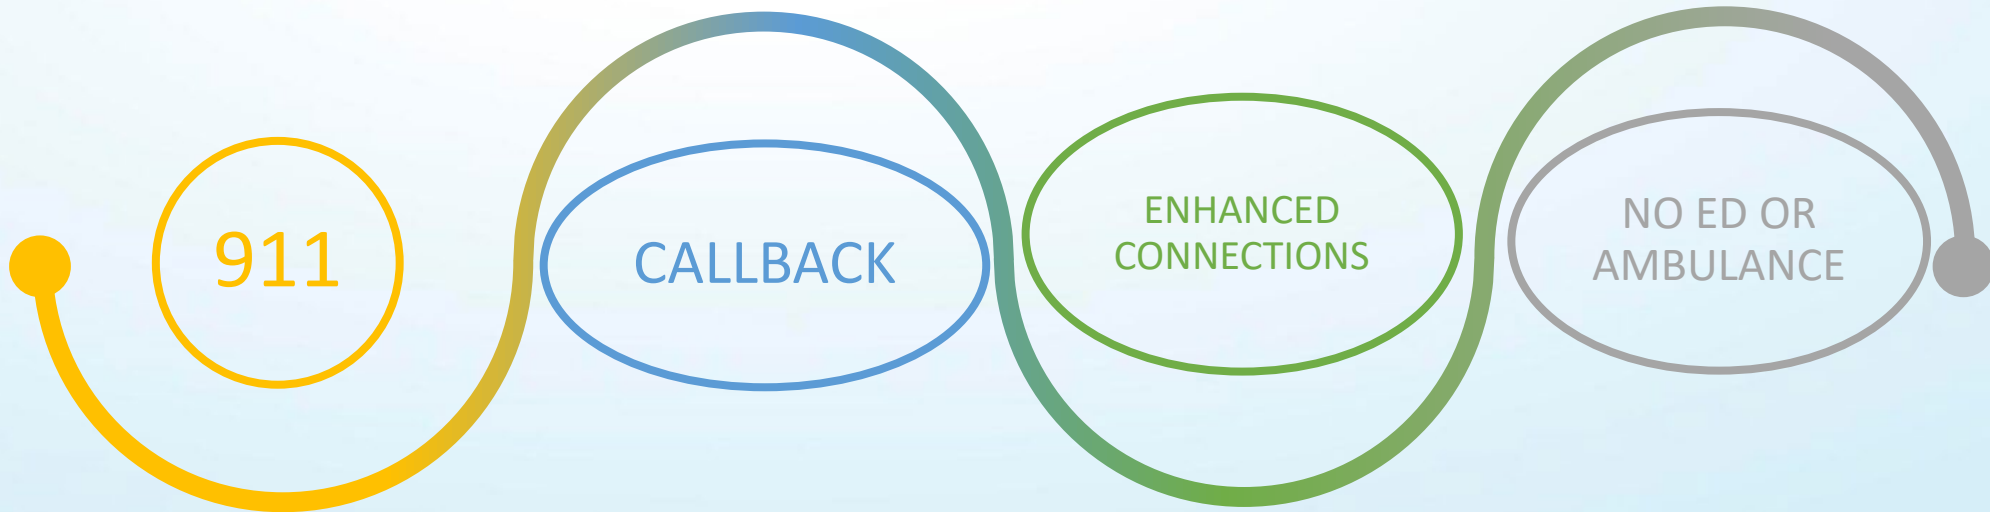 911
CALLBACK
ENHANCED
CONNECTIONS
NO ED OR
AMBULANCE